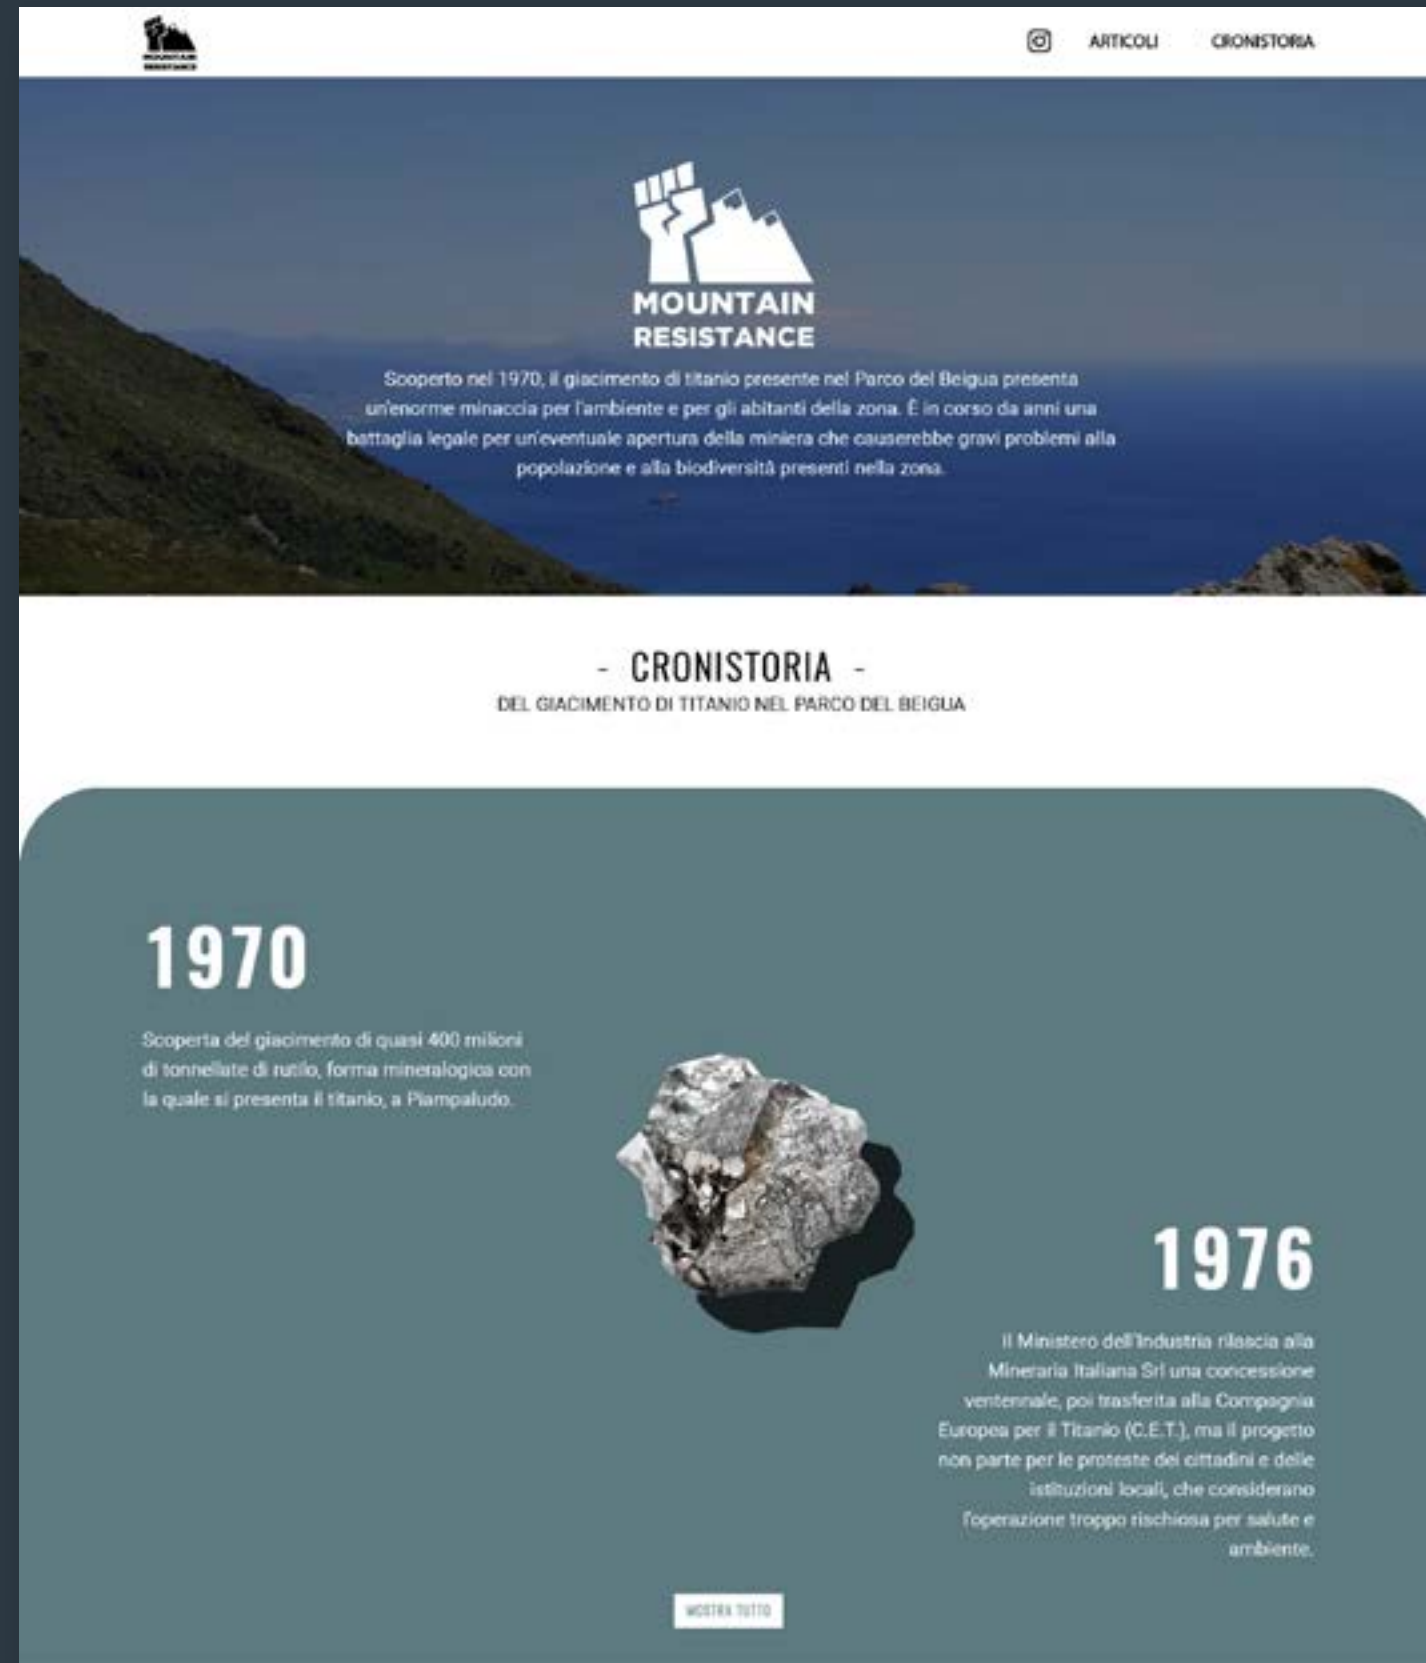 MOUNTAIN
RESISTANCE
ARTICOLI
CRONISTORIA
MOUNTAIN
RESISTANCE
Scoperto nel 1970, il giacimento di titanio presente nel Parco del Beigua presenta
un'enorme minaccia per l'ambiente e per gli abitanti della zona. È in corso da anni una
battaglia legale per un'eventuale apertura della miniera che causerebbe gravi problemi alla
popolazione e alla biodiversità presenti nella zona.
- CRONISTORIA -
DEL GIACIMENTO DI TITANIO NEL PARCO DEL BEIGUA
1970
Scoperta del giacimento di quasi 400 milioni
di tonnellate di rutilo, forma mineralogica con
la quale si presenta il titanio, a Piampaludo.
1976
Il Ministero dell'Industria rilascia alla
Mineraria Italiana Srl una concessione
ventennale, poi trasferita alla Compagnia
Europea per il Titanio (C.E.T.), ma il progetto
non parte per le proteste dei cittadini e delle
istituzioni locali, che considerano
l'operazione troppo rischiosa per salute e
ambiente.
MOSTRA TUTTO